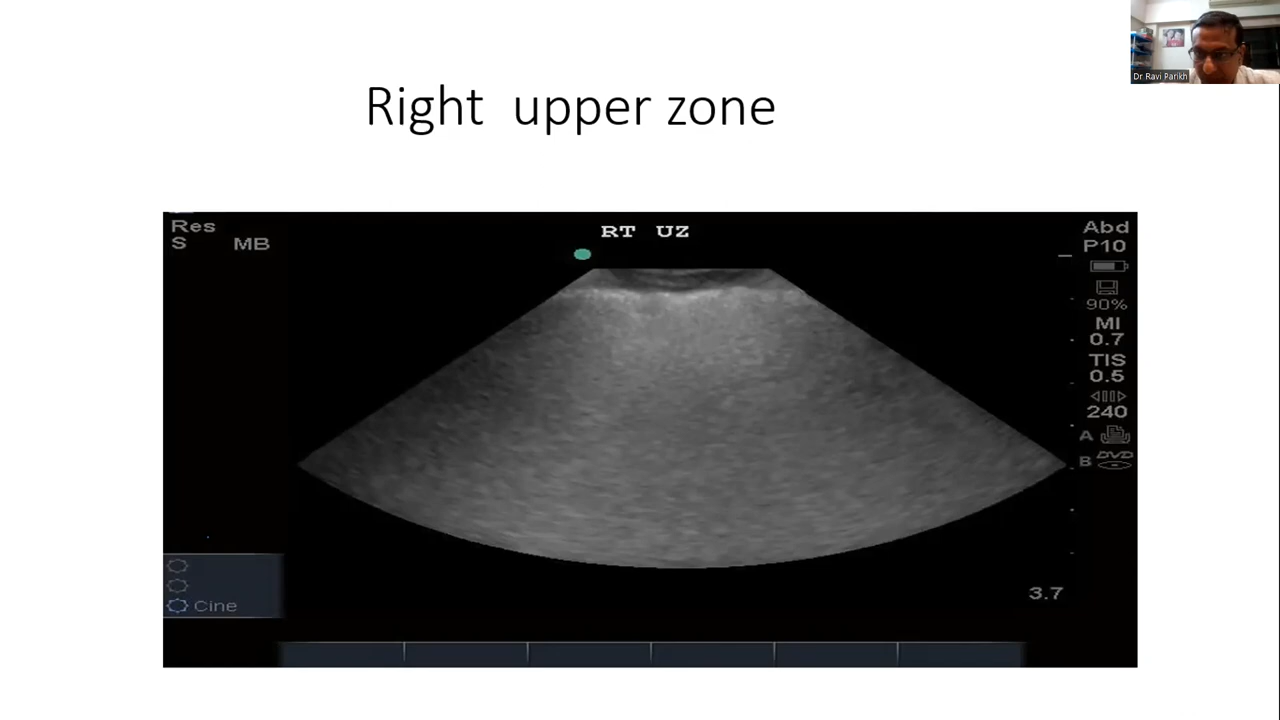 Dr Ravi Parikh
Right upper zone
Res
S MB
RT UZ
Abd
P10
90%
MI
0.7
TIS
0.5
240
A
B DVD
Cine
3.7